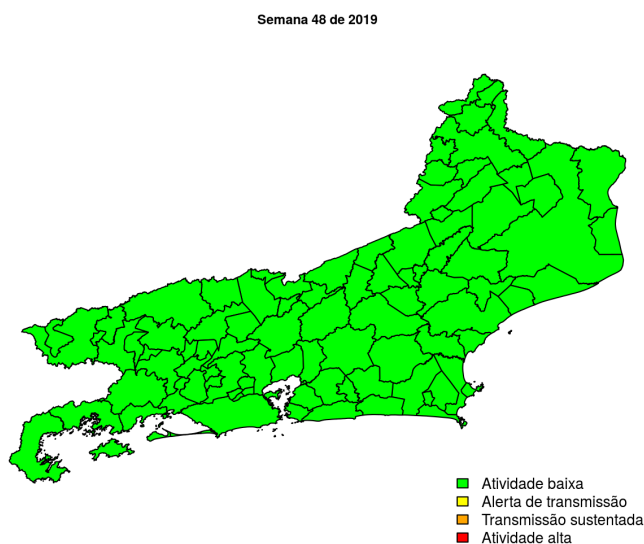 Semana 48 de 2019
Atividade baixa
Alerta de transmissão
Transmissão sustentada
Atividade alta